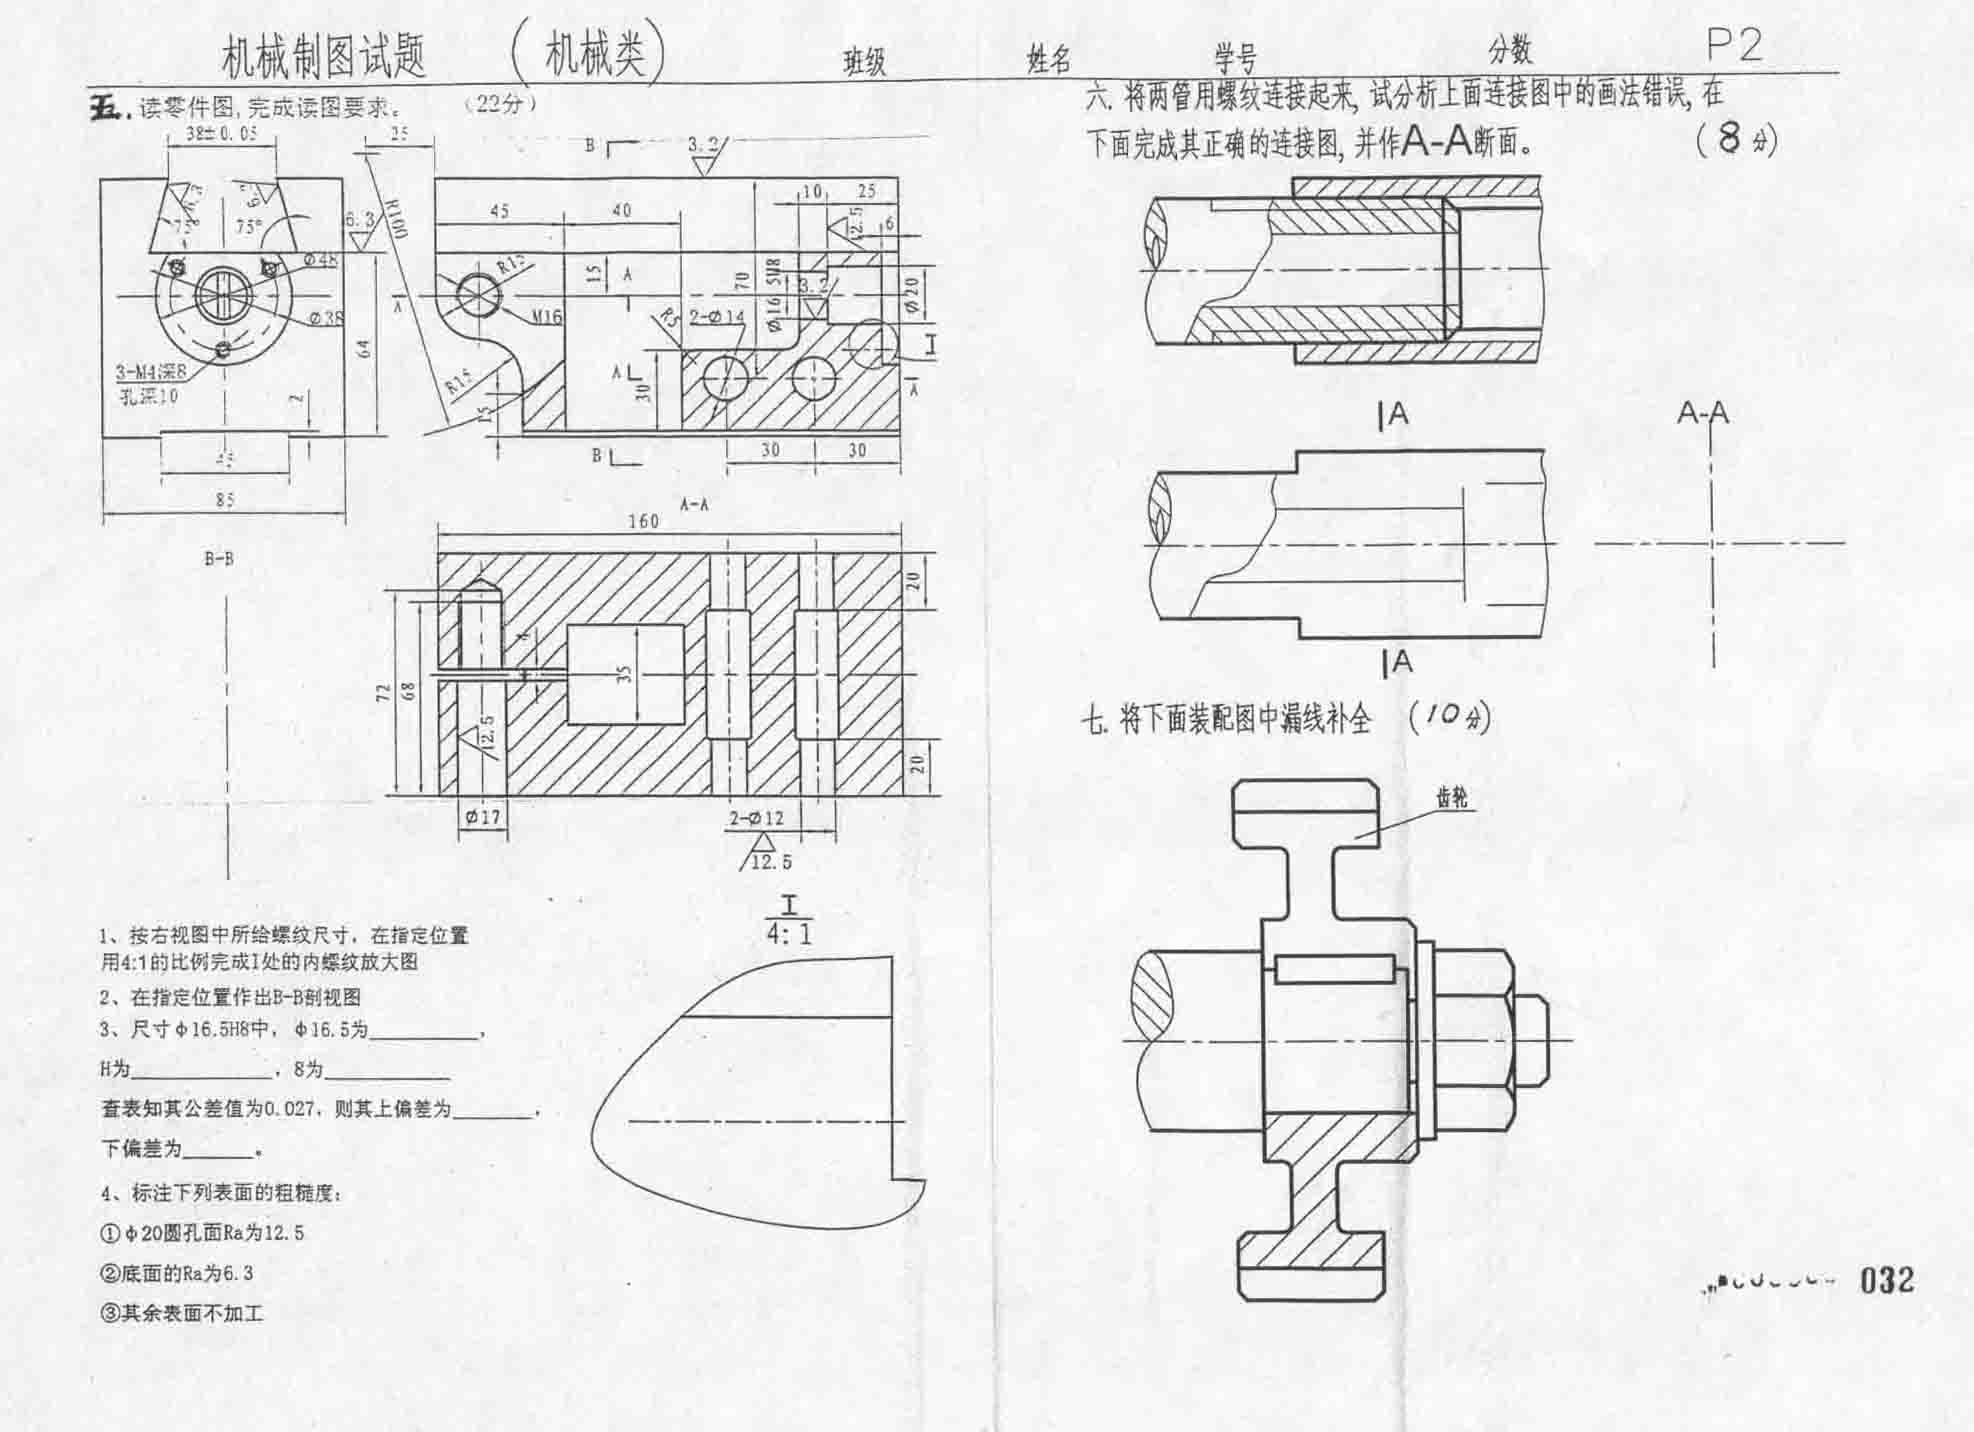 机械制图试题 (机械类) 班级 姓名 学号 分数 P2
五.读零件图,完成读图要求。 (22分)
38±0.05
25
B
3.2
6.3
6.3
75°
75°
6.3
R100
Ø48
Ø38
64
3-M4深8
孔深10
2
45
85
45
40
10
25
12.5
6
R15
15
A
A
M16
70
Ø16.5H8
3.2
Ø20
R5
2-Ø14
I
A
30
A
R15
15
B
30
30
A-A
160
B-B
20
4
35
72
68
12.5
20
Ø17
2-Ø12
12.5
I
4:1
1、按右视图中所给螺纹尺寸,在指定位置
用4:1的比例完成I处的内螺纹放大图
2、在指定位置作出B-B剖视图
3、尺寸φ16.5H8中, φ16.5为________,
H为________,8为________
查表知其公差值为0.027,则其上偏差为________,
下偏差为________。
4、标注下列表面的粗糙度:
①φ20圆孔面Ra为12.5
②底面的Ra为6.3
③其余表面不加工
六.将两管用螺纹连接起来,试分析上面连接图中的画法错误,在
下面完成其正确的连接图,并作A-A断面。 (8分)
A
A-A
A
七.将下面装配图中漏线补全 (10分)
齿轮
032